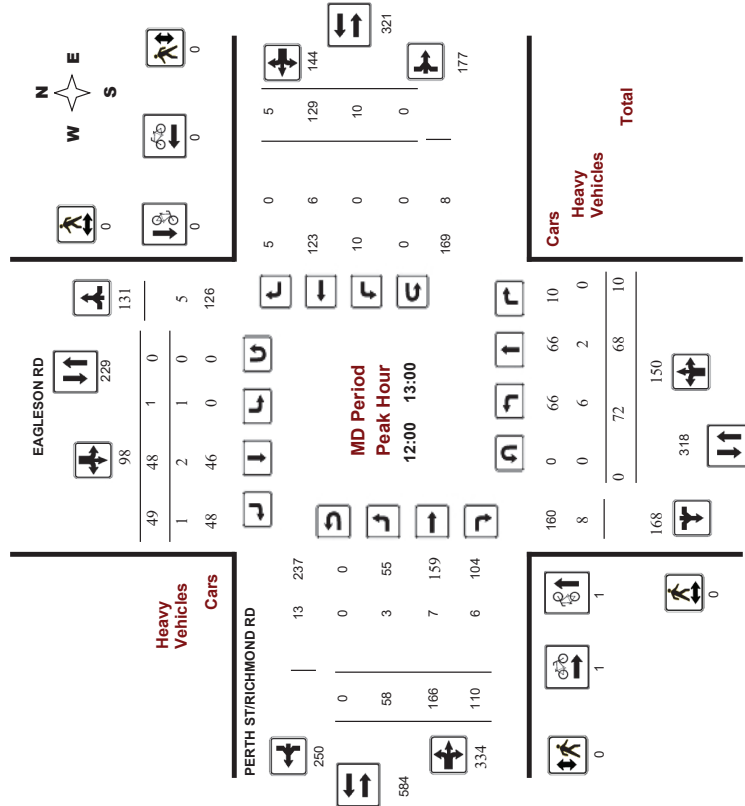 N
W E
S
0
0
0
0
EAGLESON RD
229
98
131
49 48 1 0
1 2 1 0 5
48 46 0 0 126
Heavy
Vehicles
Cars
321
144
177
5 0 5
123 6 129
10 0 10
0 0 0
169 8
MD Period
Peak Hour
12:00 13:00
PERTH ST/RICHMOND RD
250
584
334
13 237
0 0 0
58 3 55
166 7 159
110 6 104
Cars
Heavy
Vehicles
Total
160 0 66 66 10
8 0 6 2 0
0 72 68 10
168
318
150
1
1
0
0